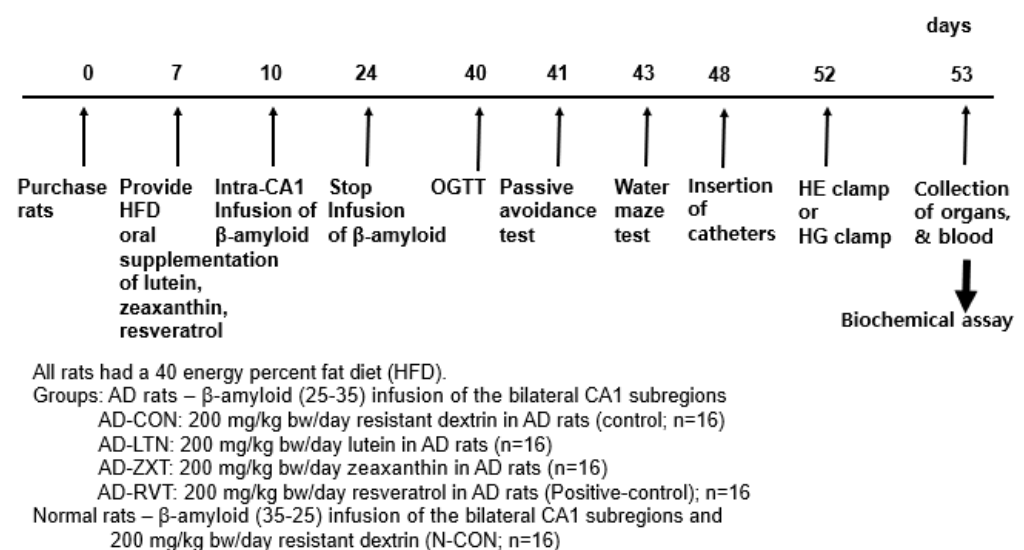 days
0 7 10 24 40 41 43 48 52 53
Purchase rats
Provide HFD oral supplementation of lutein, zeaxanthin, resveratrol
Intra-CA1 Infusion of β-amyloid
Stop Infusion of β-amyloid
OGTT
Passive avoidance test
Water maze test
Insertion of catheters
HE clamp or HG clamp
Collection of organs, & blood
Biochemical assay
All rats had a 40 energy percent fat diet (HFD).
Groups: AD rats – β-amyloid (25-35) infusion of the bilateral CA1 subregions
AD-CON: 200 mg/kg bw/day resistant dextrin in AD rats (control; n=16)
AD-LTN: 200 mg/kg bw/day lutein in AD rats (n=16)
AD-ZXT: 200 mg/kg bw/day zeaxanthin in AD rats (n=16)
AD-RVT: 200 mg/kg bw/day resveratrol in AD rats (Positive-control); n=16
Normal rats – β-amyloid (35-25) infusion of the bilateral CA1 subregions and
200 mg/kg bw/day resistant dextrin (N-CON; n=16)